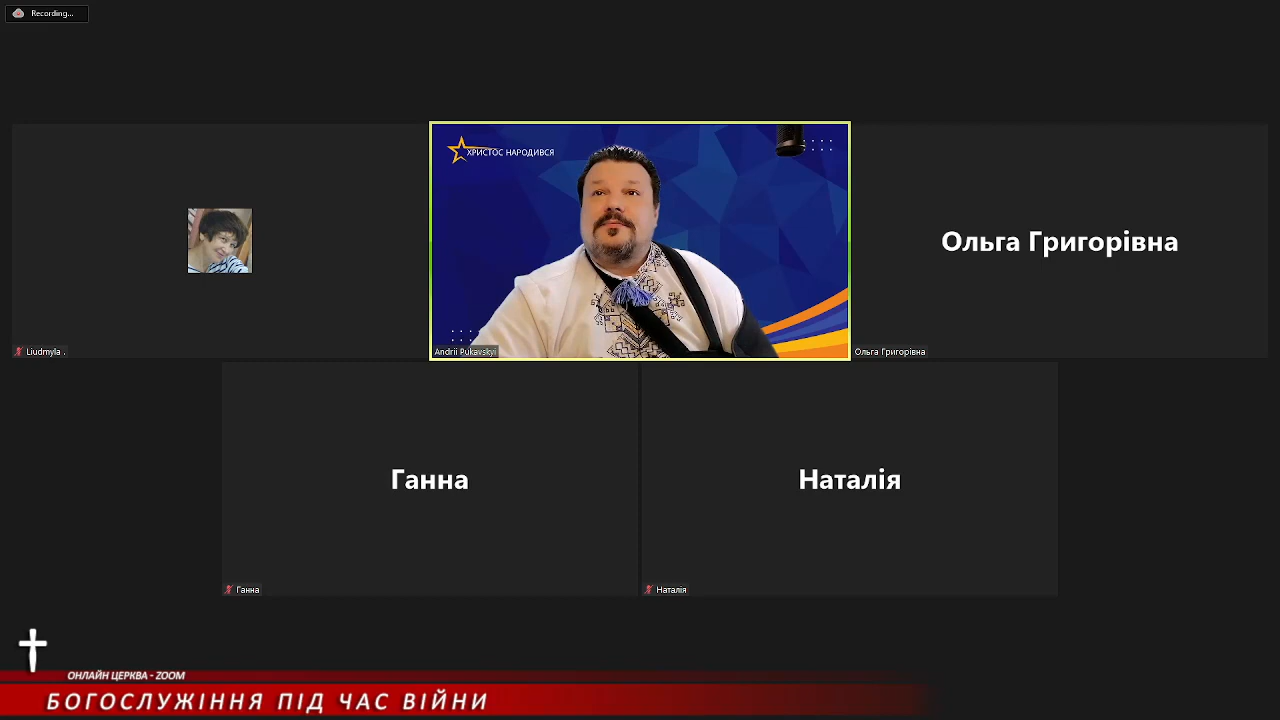 Recording...
ХРИСТОС НАРОДИВСЯ
Ольга Григорівна
Liudmyla .
Andrii Pukavskyi
Ольга Григорівна
Ганна
Наталія
Ганна
Наталія
ОНЛАЙН ЦЕРКВА - ZOOM
БОГОСЛУЖІННЯ ПІД ЧАС ВІЙНИ